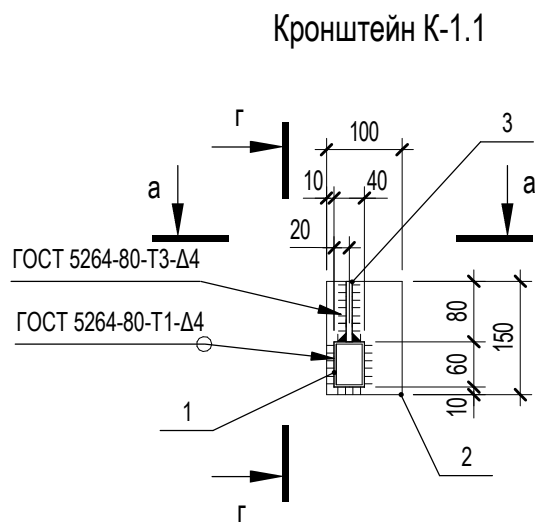 Кронштейн К-1.1
г
100
3
а
10
40
а
20
ГОСТ 5264-80-Т3-Δ4
80
150
ГОСТ 5264-80-Т1-Δ4
60
10
1
2
г